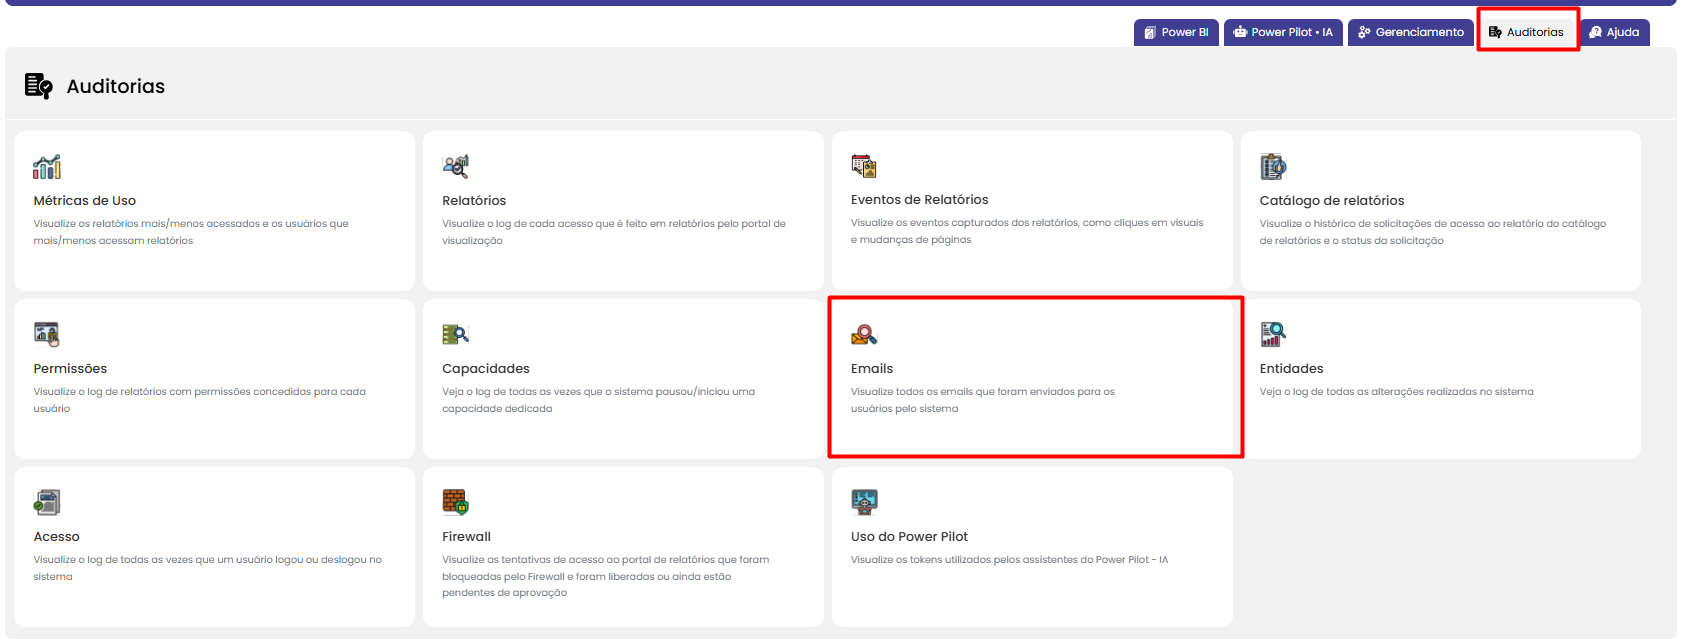 Power BI
Power Pilot • IA
Gerenciamento
Auditorias
Ajuda
Auditorias
Métricas de Uso
Visualize os relatórios mais/menos acessados e os usuários que
mais/menos acessam relatórios
Relatórios
Visualize o log de cada acesso que é feito em relatórios pelo portal de
visualização
Eventos de Relatórios
Visualize os eventos capturados dos relatórios, como cliques em visuais
e mudanças de páginas
Catálogo de relatórios
Visualize o histórico de solicitações de acesso ao relatório do catálogo
de relatórios e o status da solicitação
Permissões
Visualize o log de relatórios com permissões concedidas para cada
usuário
Capacidades
Veja o log de todas as vezes que o sistema pausou/iniciou uma
capacidade dedicada
Emails
Visualize todos os emails que foram enviados para os
usuários pelo sistema
Entidades
Veja o log de todas as alterações realizadas no sistema
Acesso
Visualize o log de todas as vezes que um usuário logou ou deslogou no
sistema
Firewall
Visualize as tentativas de acesso ao portal de relatórios que foram
bloqueadas pelo Firewall e foram liberadas ou ainda estão
pendentes de aprovação
Uso do Power Pilot
Visualize os tokens utilizados pelos assistentes do Power Pilot - IA